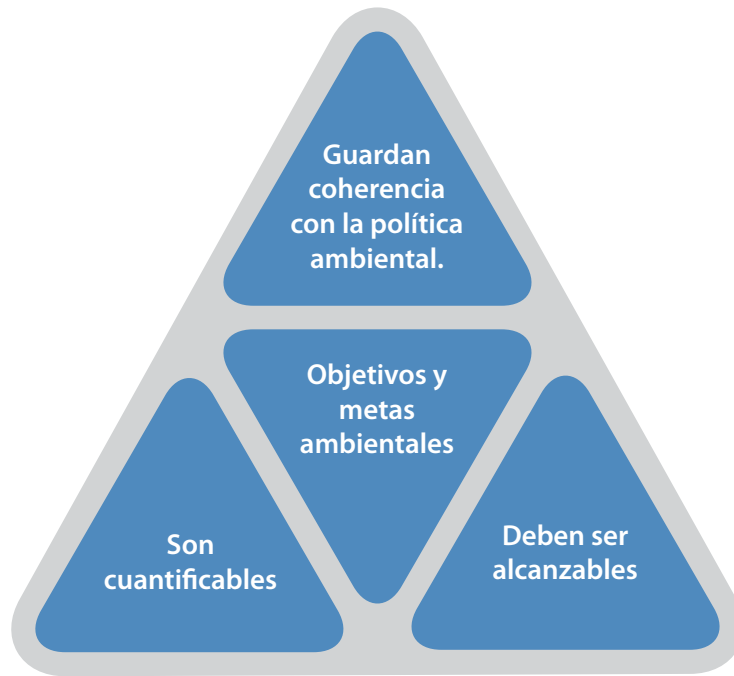 Guardan
coherencia
con la política
ambiental.
Objetivos y
metas
ambientales
Son
cuantificables
Deben ser
alcanzables